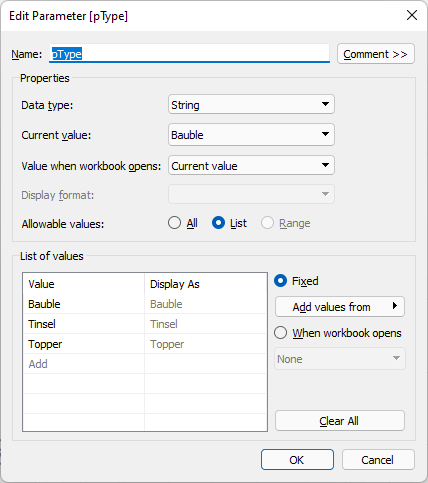 Edit Parameter [pType]
Name: pType Comment >>
Properties
Data type: String
Current value: Bauble
Value when workbook opens: Current value
Display format:
Allowable values: All List Range
List of values
Value Display As
Bauble Bauble
Tinsel Tinsel
Topper Topper
Add
Fixed
Add values from
When workbook opens
None
Clear All
OK Cancel